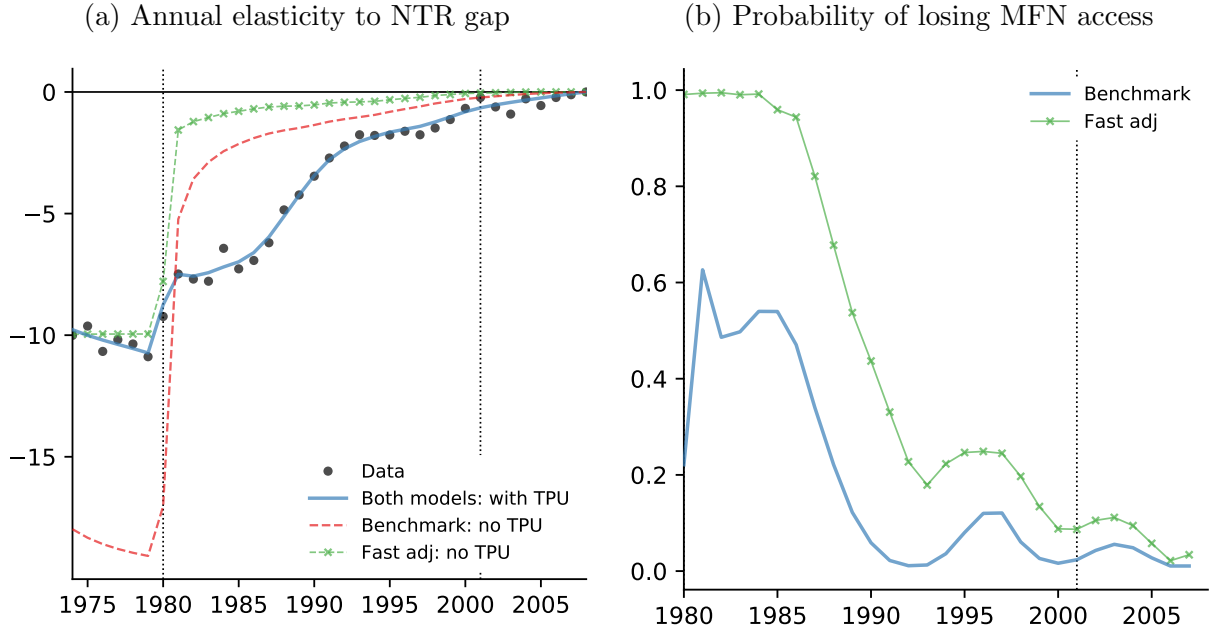 (a) Annual elasticity to NTR gap
0
−5
−10
−15
1975 1980 1985 1990 1995 2000 2005
Data
Both models: with TPU
Benchmark: no TPU
Fast adj: no TPU
(b) Probability of losing MFN access
1.0
0.8
0.6
0.4
0.2
0.0
1980 1985 1990 1995 2000 2005
Benchmark
Fast adj